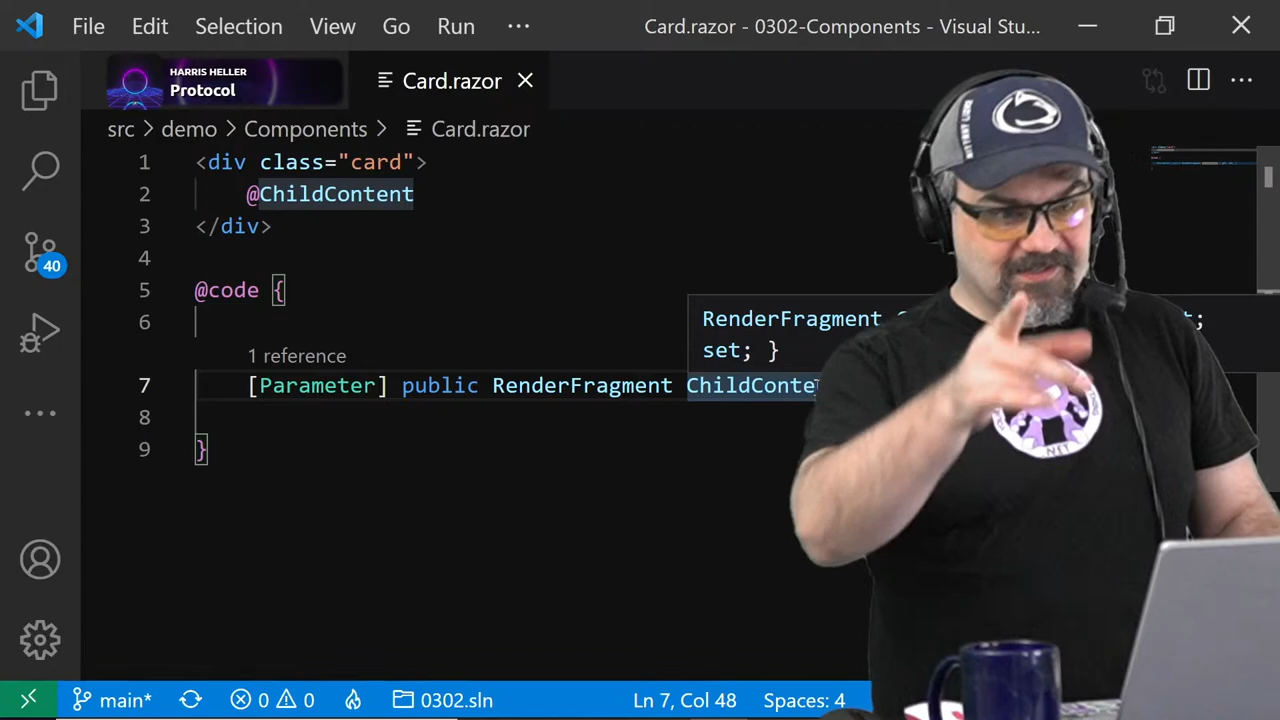 File Edit Selection View Go Run ··· Card.razor - 0302-Components - Visual Stu...
HARRIS HELLER
Protocol
Card.razor
src > demo > Components > Card.razor
1 <div class="card">
2 @ChildContent
3 </div>
4
5 @code {
6
RenderFragment
set; }
1 reference
7 [Parameter] public RenderFragment ChildConte
8
9 }
40
.NET
main* 0 0 0302.sln Ln 7, Col 48 Spaces: 4